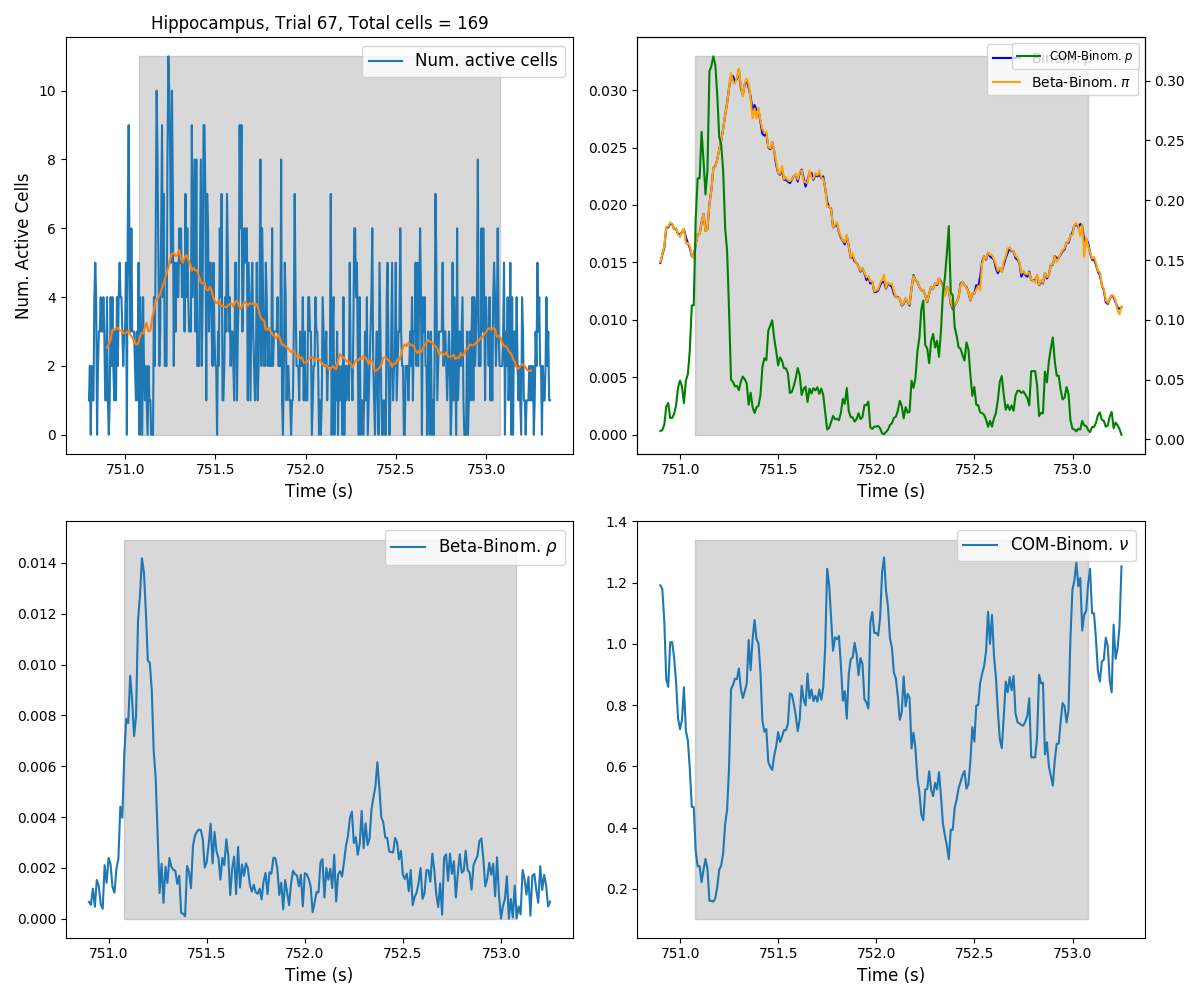 Hippocampus, Trial 67, Total cells = 169
Num. active cells
Num. Active Cells
10
8
6
4
2
0
751.0 751.5 752.0 752.5 753.0
Time (s)
COM-Binom. p
Binom. p
Beta-Binom. π
0.030
0.025
0.020
0.015
0.010
0.005
0.000
0.30
0.25
0.20
0.15
0.10
0.05
0.00
751.0 751.5 752.0 752.5 753.0
Time (s)
Beta-Binom. ρ
0.014
0.012
0.010
0.008
0.006
0.004
0.002
0.000
751.0 751.5 752.0 752.5 753.0
Time (s)
COM-Binom. ν
1.4
1.2
1.0
0.8
0.6
0.4
0.2
751.0 751.5 752.0 752.5 753.0
Time (s)